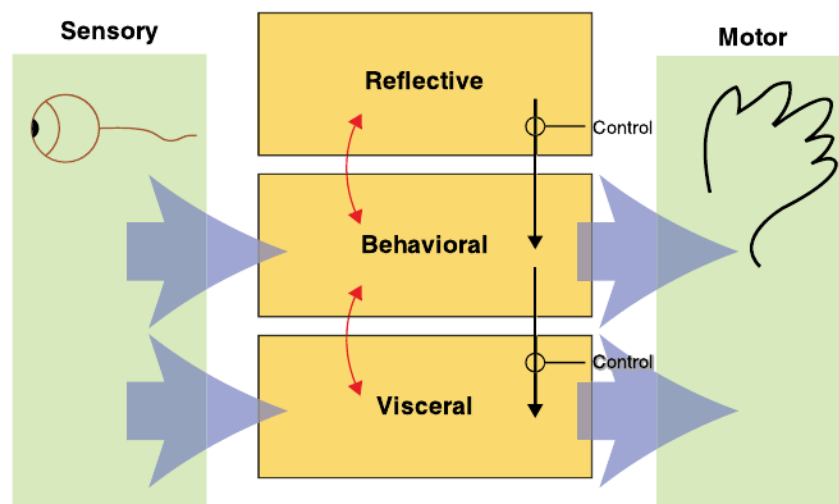 Sensory
Motor
Reflective
Control
Behavioral
Control
Visceral